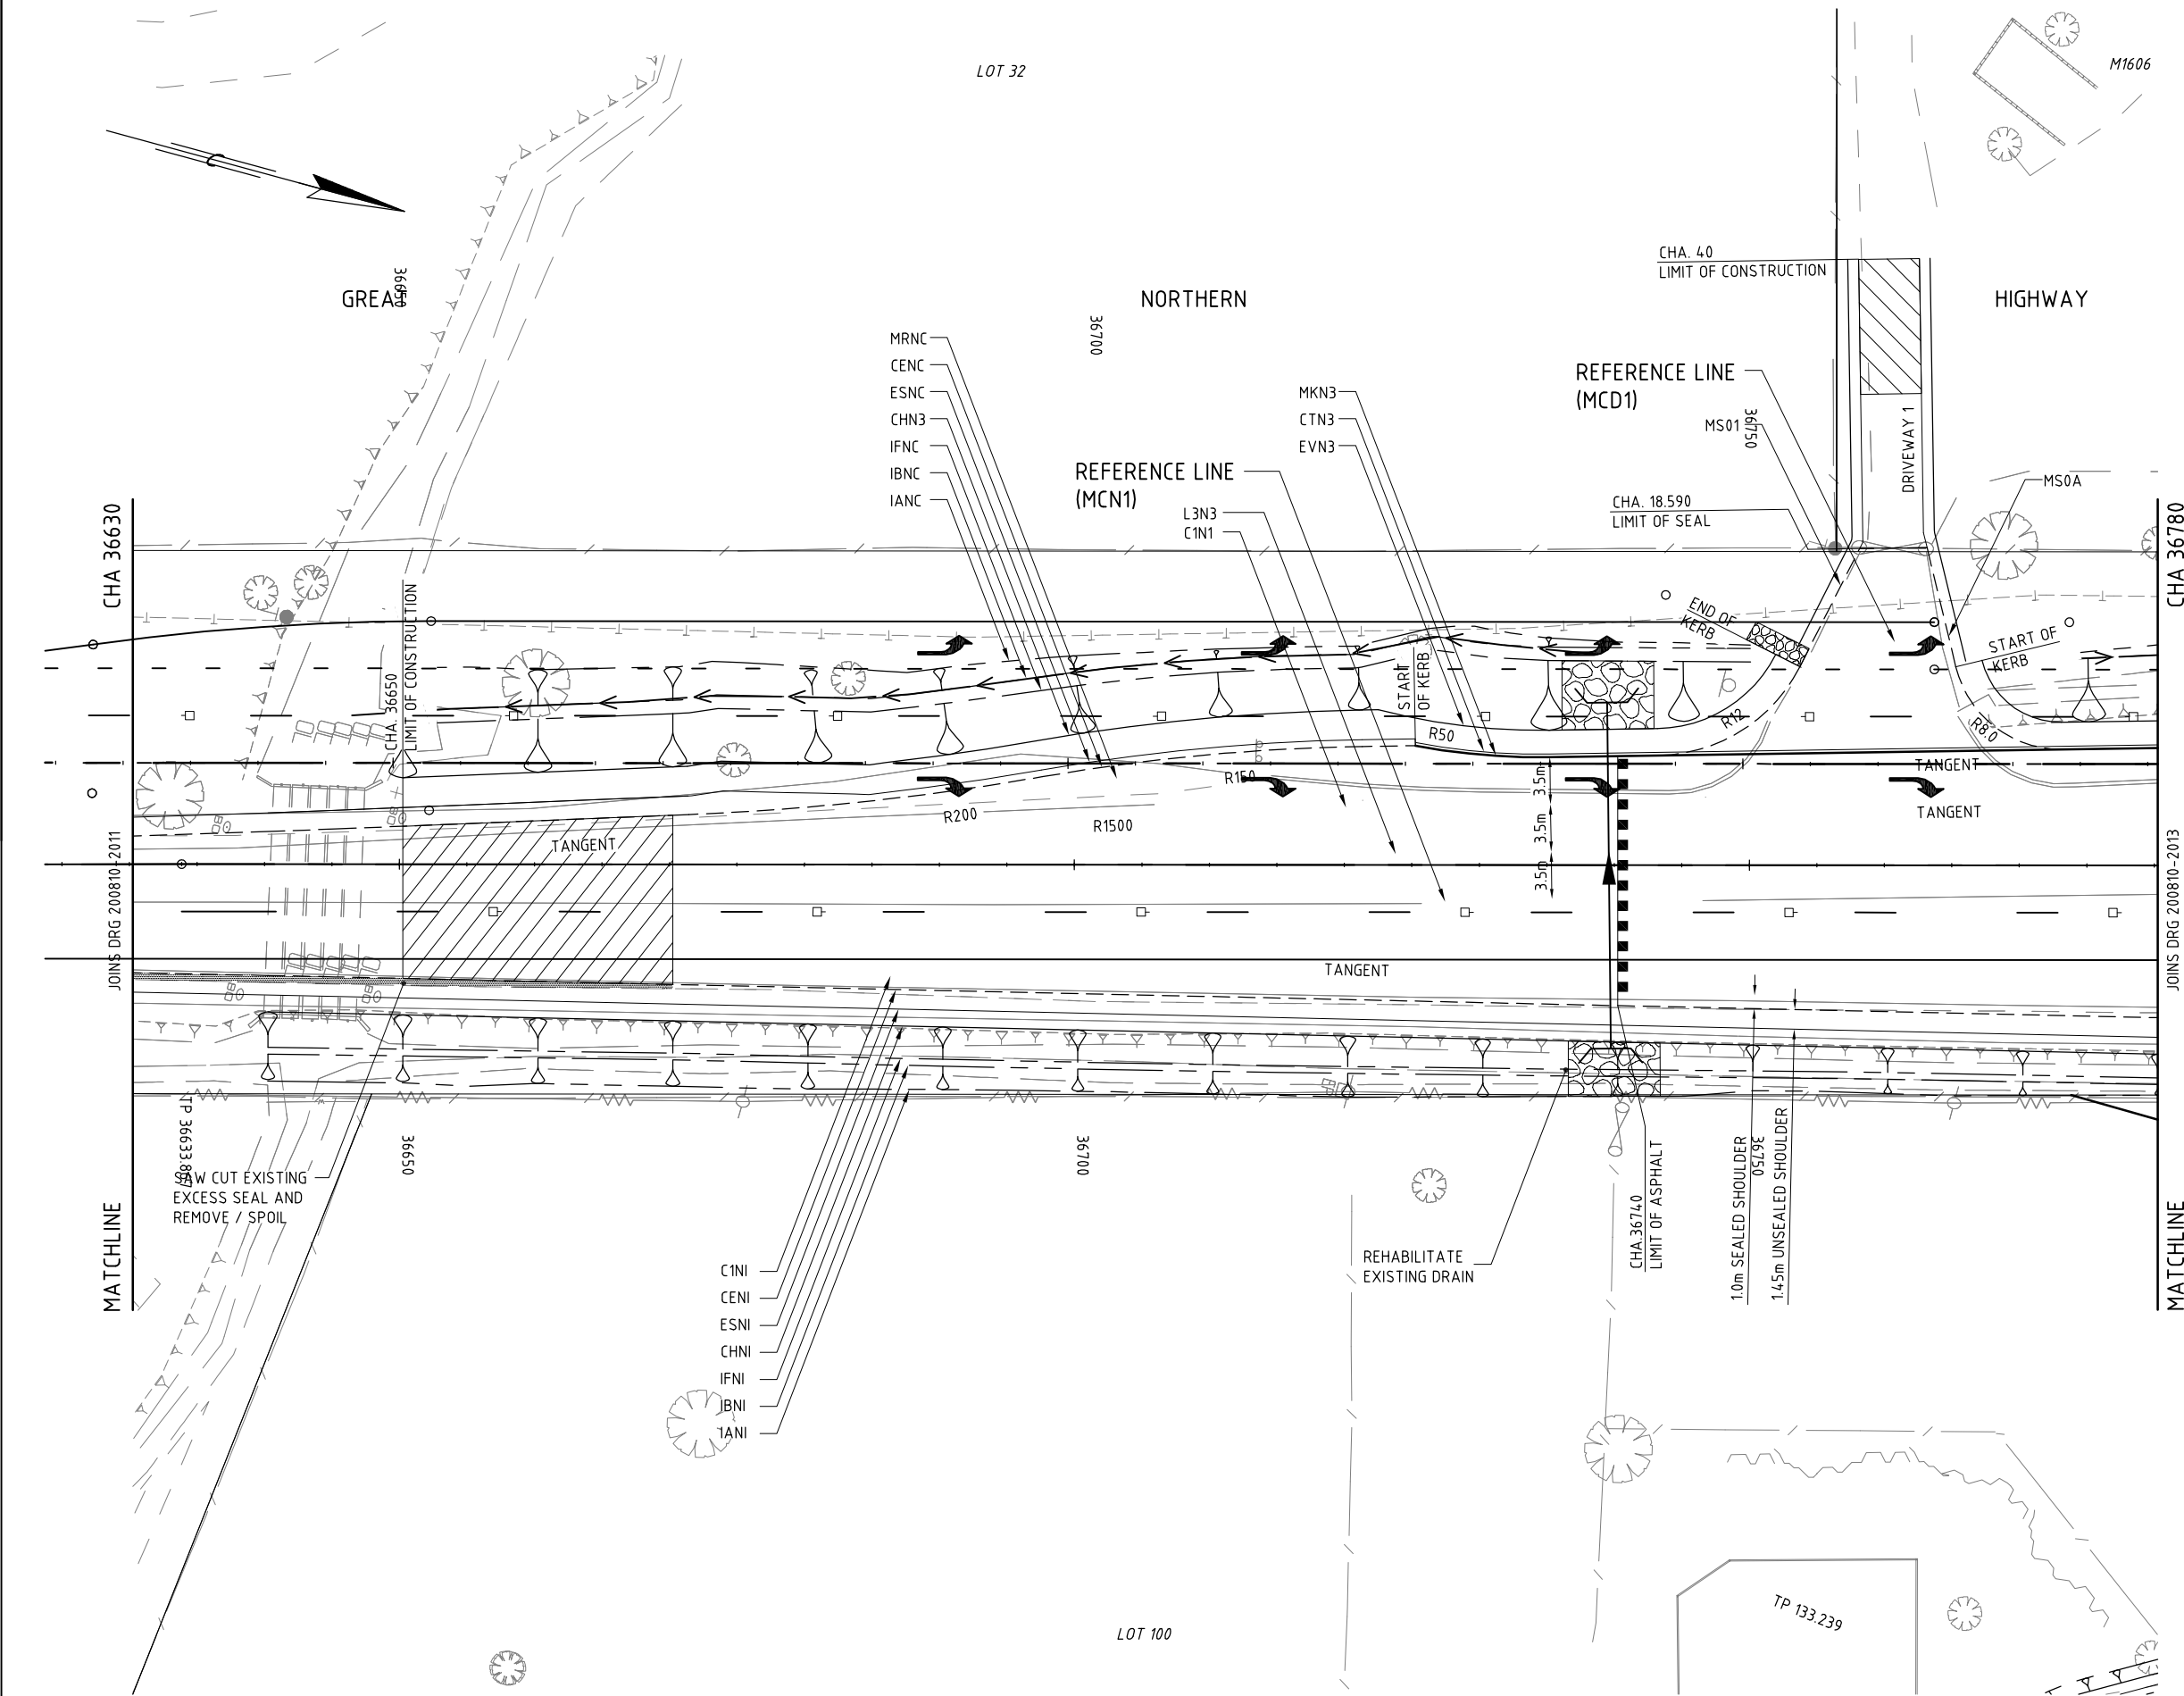 LOT 32
M1606
CHA. 40
LIMIT OF CONSTRUCTION
GREAT
NORTHERN
HIGHWAY
36650
36700
36750
MRNC
CENC
ESNC
CHN3
IFNC
IBNC
IANC
REFERENCE LINE
(MCN1)
L3N3
C1N1
MKN3
CTN3
EVN3
REFERENCE LINE
(MCD1)
MS01
DRIVEWAY 1
MS0A
CHA. 18.590
LIMIT OF SEAL
CHA 36630
CHA 36780
CHA. 36650
LIMIT OF CONSTRUCTION
START
OF KERB
END OF
KERB
START OF
KERB
R50
R12
R8.0
R150
R200
R1500
TANGENT
TANGENT
TANGENT
TANGENT
3.5m
3.5m
3.5m
JOINS DRG 200810-2011
JOINS DRG 200810-2013
TP 36633.867
36650
36700
36750
SAW CUT EXISTING
EXCESS SEAL AND
REMOVE / SPOIL
MATCHLINE
MATCHLINE
C1NI
CENI
ESNI
CHNI
IFNI
IBNI
IANI
REHABILITATE
EXISTING DRAIN
CHA.36740
LIMIT OF ASPHALT
1.0m SEALED SHOULDER
1.45m UNSEALED SHOULDER
LOT 100
TP 133.239